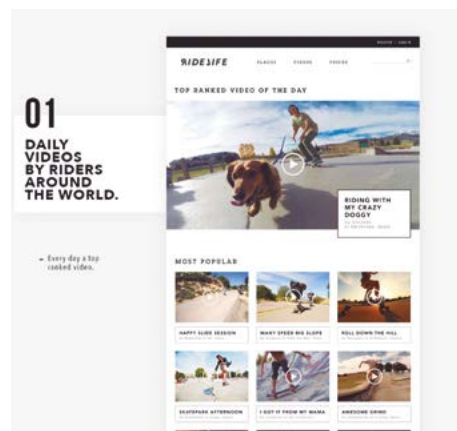 01
DAILY
VIDEOS
BY RIDERS
AROUND
THE WORLD.
– Every day a top
ranked video.
RIDELIFE
PLACES VIDEOS
TOP RANKED VIDEO OF THE DAY
RIDING WITH
MY CRAZY
DOGGY
MOST POPULAR
HAPPY SLIDE SESSION
MANY SPEED BIG SLOPE
ROLL DOWN THE HILL
SKATEPARK AFTERNOON
I GOT IT FROM MY MAMA
AWESOME GRIND